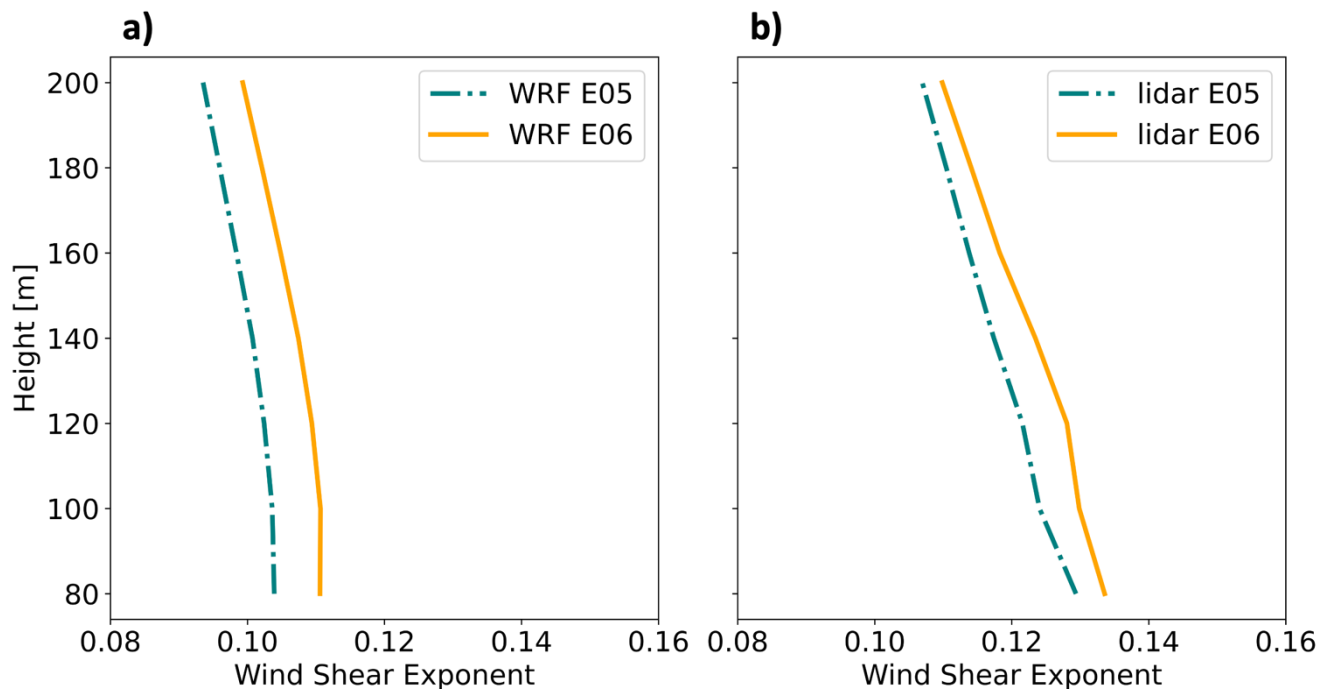 a)
b)
WRF E05
WRF E06
lidar E05
lidar E06
Height [m]
200
180
160
140
120
100
80
0.08 0.10 0.12 0.14 0.16
0.08 0.10 0.12 0.14 0.16
Wind Shear Exponent
Wind Shear Exponent